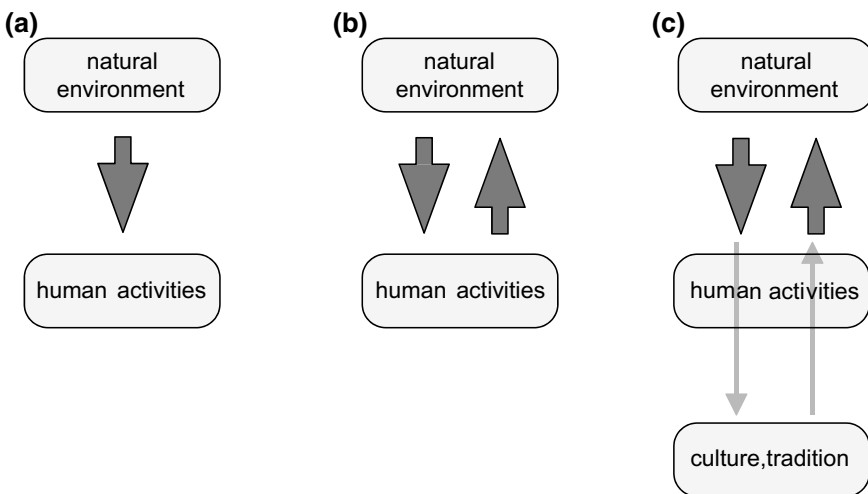 (a)
natural
environment
human activities
(b)
natural
environment
human activities
(c)
natural
environment
human activities
culture,tradition